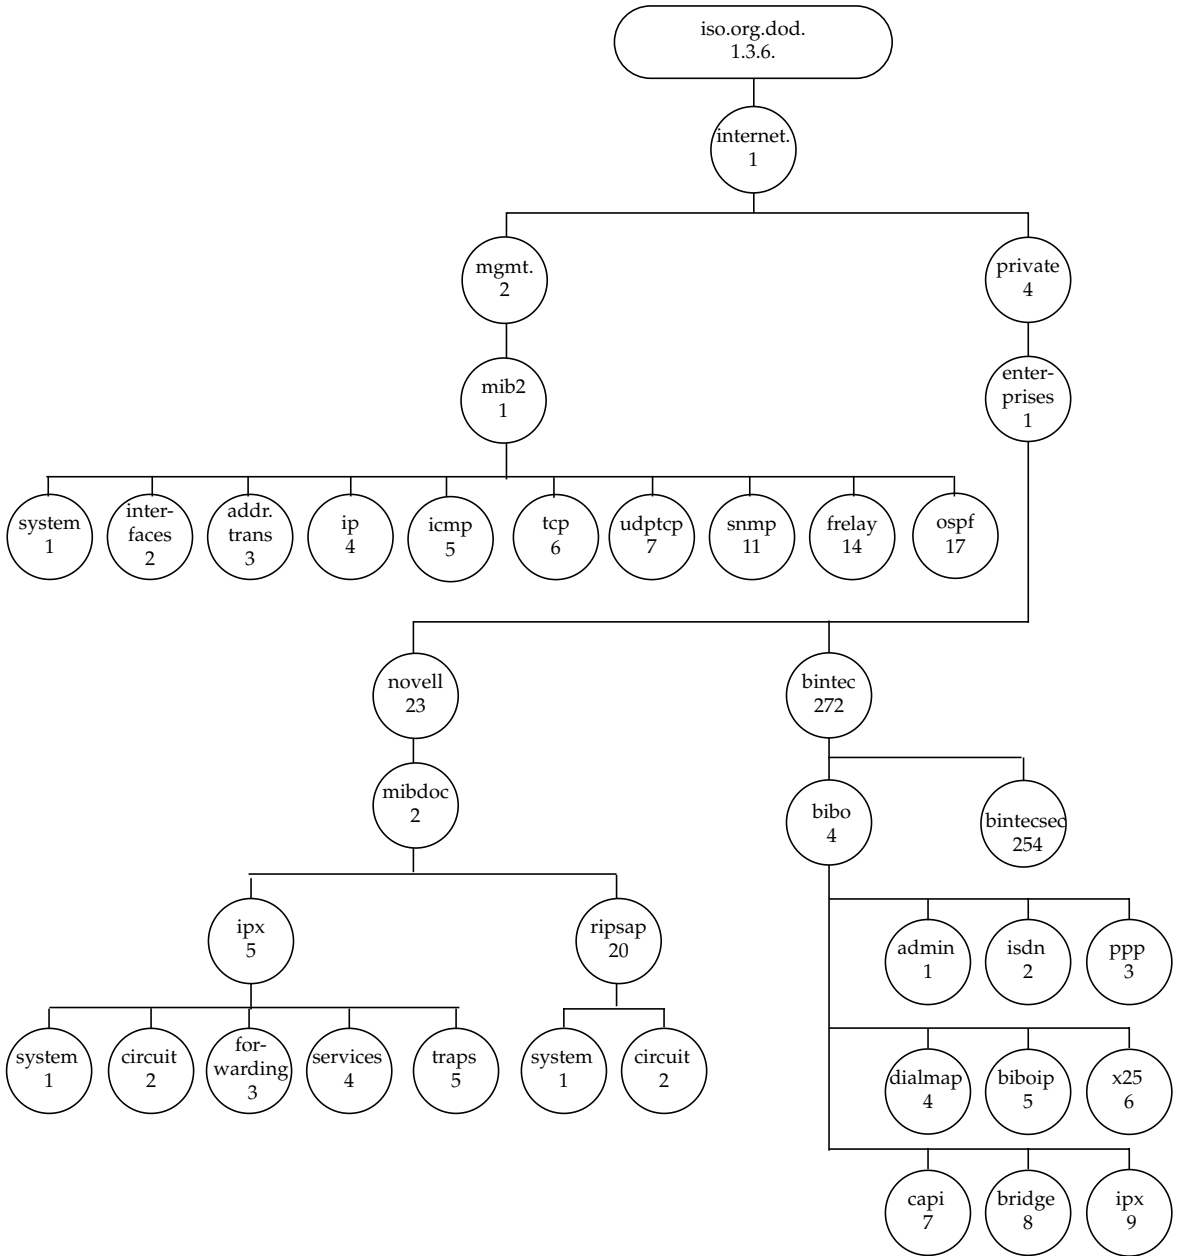 iso.org.dod.
1.3.6.
internet.
1
mgmt.
2
private
4
mib2
1
enter-
prises
1
system
1
inter-
faces
2
addr.
trans
3
ip
4
icmp
5
tcp
6
udptcp
7
snmp
11
frelay
14
ospf
17
novell
23
bintec
272
mibdoc
2
bibo
4
bintecsec
254
ipx
5
ripsap
20
admin
1
isdn
2
ppp
3
system
1
circuit
2
for-
warding
3
services
4
traps
5
system
1
circuit
2
dialmap
4
biboip
5
x25
6
capi
7
bridge
8
ipx
9